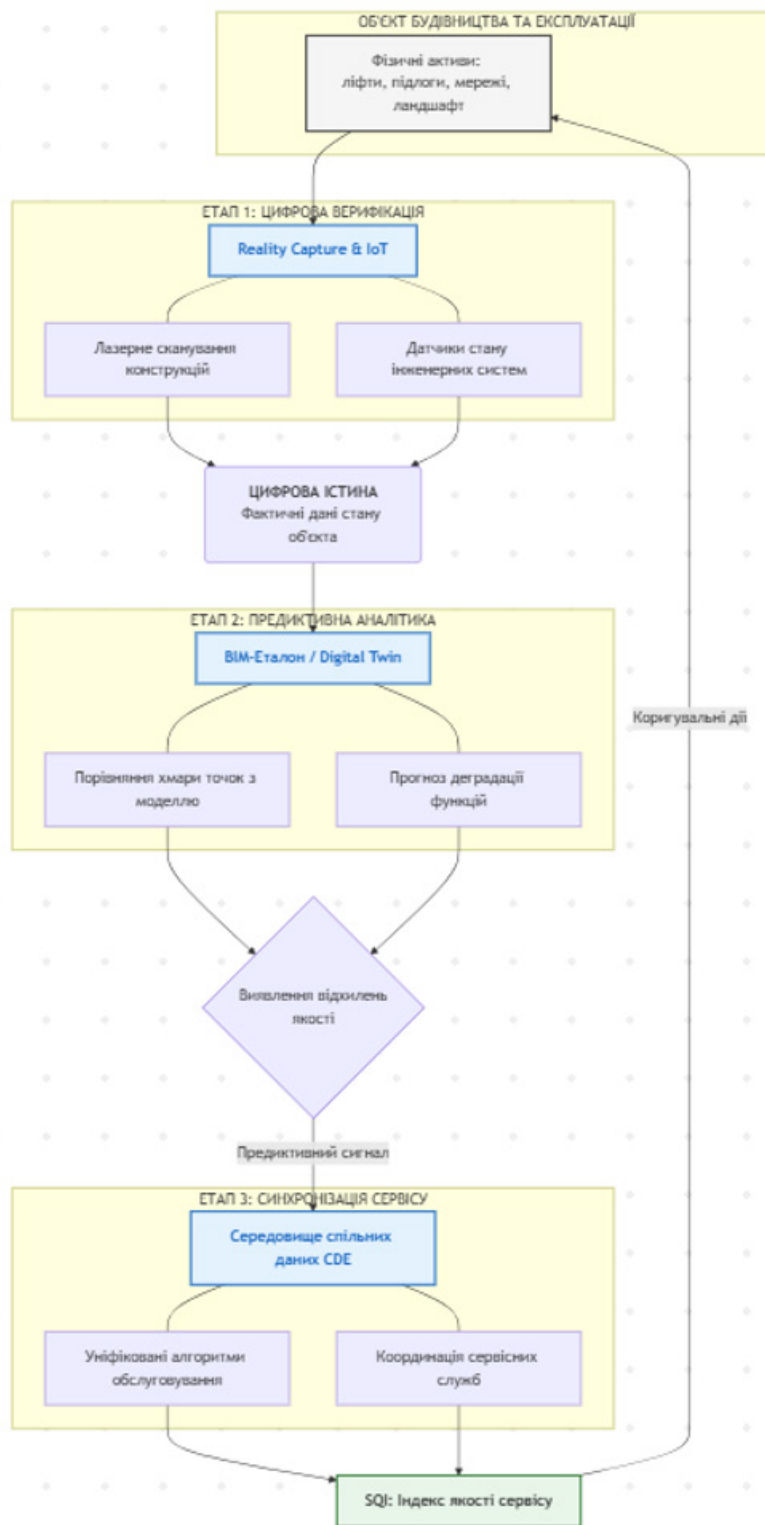 ОБ'ЄКТ БУДІВНИЦТВА ТА ЕКСПЛУАТАЦІЇ
Фізичні активи:
ліфти, підлоги, мережі,
ландшафт
ЕТАП 1: ЦИФРОВА ВЕРИФІКАЦІЯ
Reality Capture & IoT
Лазерне сканування
конструкцій
Датчики стану
інженерних систем
ЦИФРОВА ІСТИНА
Фактичні дані стану
об'єкта
ЕТАП 2: ПРЕДИКТИВНА АНАЛІТИКА
BIM-Еталон / Digital Twin
Коригувальні дії
Порівняння хмари точок з
моделлю
Прогноз деградації
функцій
Виявлення відхилень
якості
Предиктивний сигнал
ЕТАП 3: СИНХРОНІЗАЦІЯ СЕРВІСУ
Середовище спільних
даних CDE
Уніфіковані алгоритми
обслуговування
Координація сервісних
служб
SQI: Індекс якості сервісу